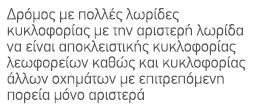 Δρόμος με πολλές λωρίδες
κυκλοφορίας με την αριστερή λωρίδα
να είναι αποκλειστικής κυκλοφορίας
λεωφορείων καθώς και κυκλοφορίας
άλλων οχημάτων με επιτρεπόμενη
πορεία μόνο αριστερά